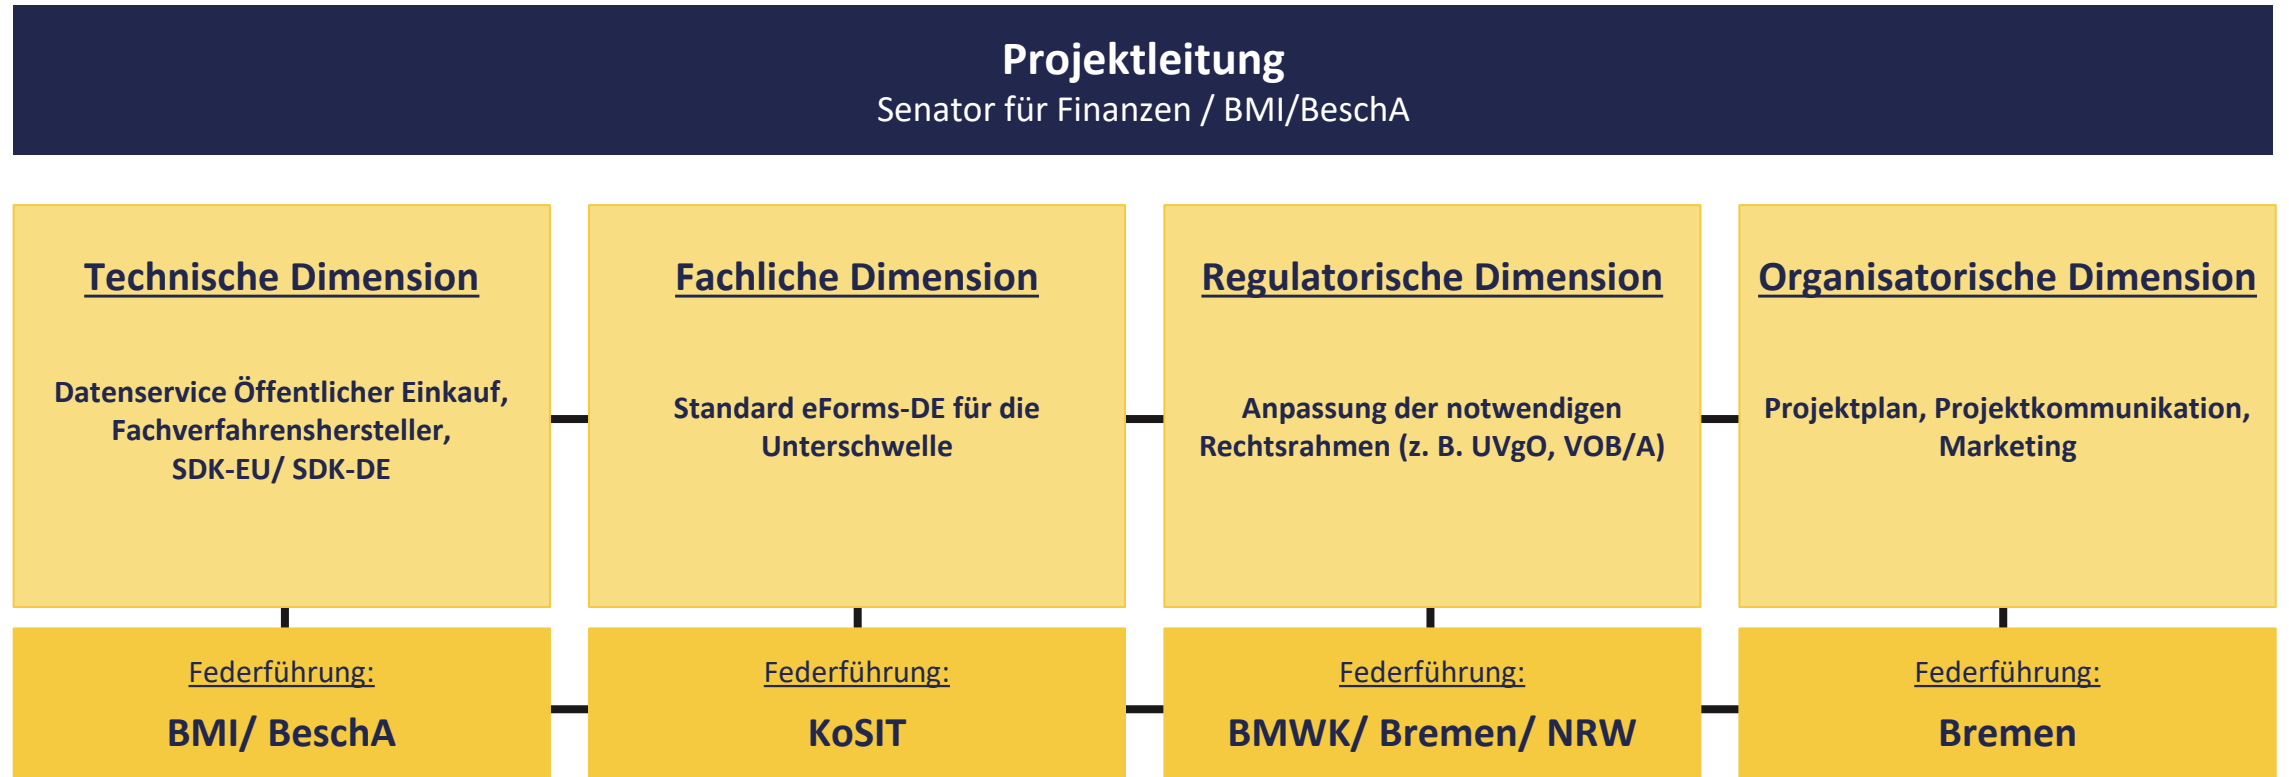 Projektleitung
Senator für Finanzen / BMI/BeschA
Technische Dimension
Datenservice Öffentlicher Einkauf,
Fachverfahrenshersteller,
SDK-EU/ SDK-DE
Fachliche Dimension
Standard eForms-DE für die
Unterschwelle
Regulatorische Dimension
Anpassung der notwendigen
Rechtsrahmen (z. B. UVgO, VOB/A)
Organisatorische Dimension
Projektplan, Projektkommunikation,
Marketing
Federführung:
BMI/ BeschA
Federführung:
KoSIT
Federführung:
BMWK/ Bremen/ NRW
Federführung:
Bremen